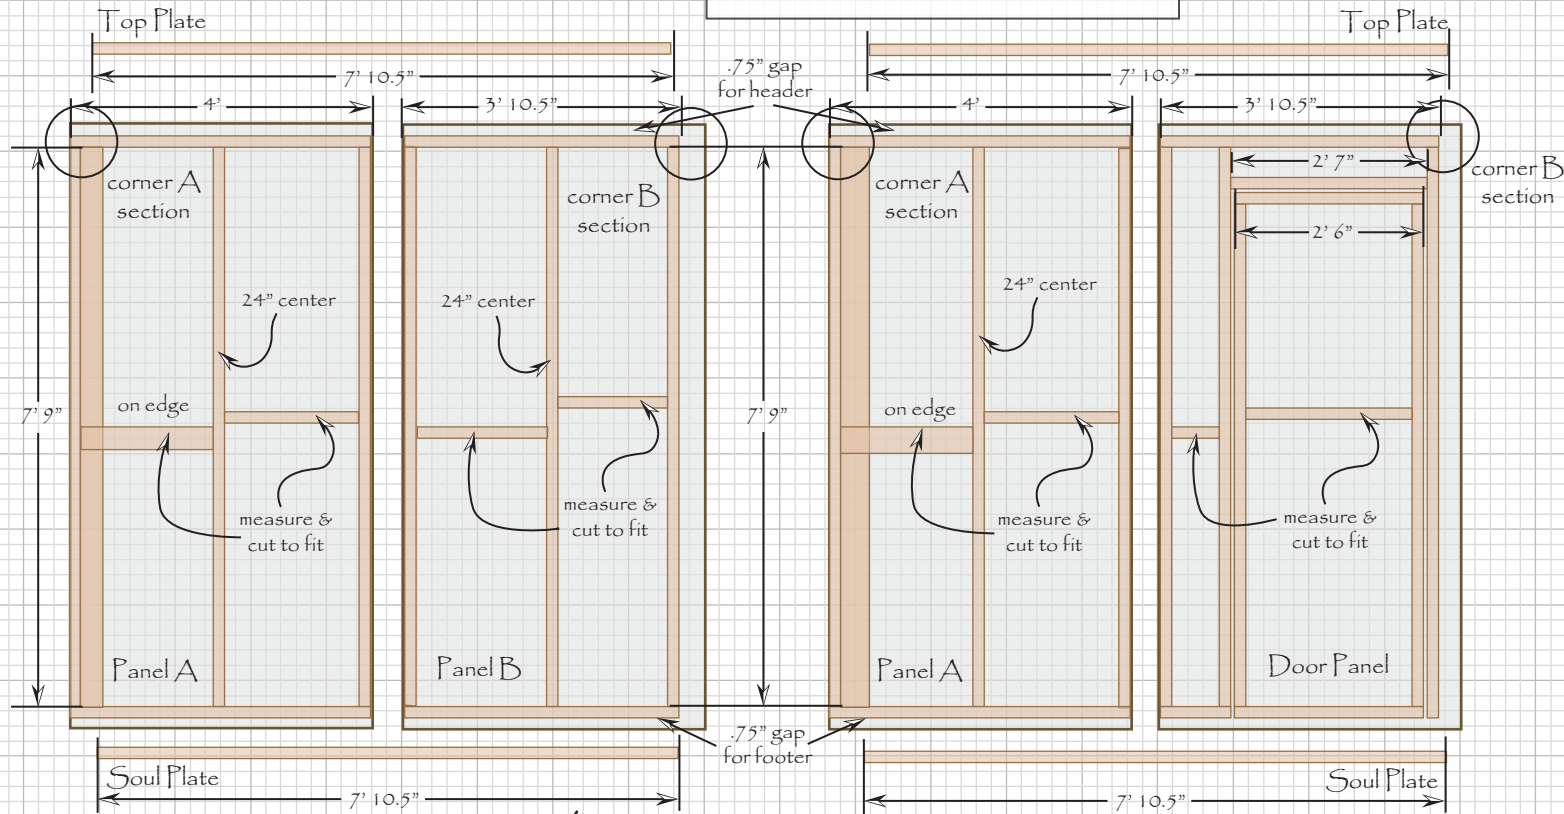 Top Plate
7' 10.5"
4'
3' 10.5"
.75" gap
for header
Top Plate
7' 10.5"
4'
3' 10.5"
corner A
section
corner B
section
corner A
section
2' 7"
corner B
section
2' 6"
24" center
24" center
24" center
7' 9"
on edge
7' 9"
on edge
measure &
cut to fit
measure &
cut to fit
measure &
cut to fit
measure &
cut to fit
Panel A
Panel B
Panel A
Door Panel
.75" gap
for footer
Soul Plate
7' 10.5"
Soul Plate
7' 10.5"